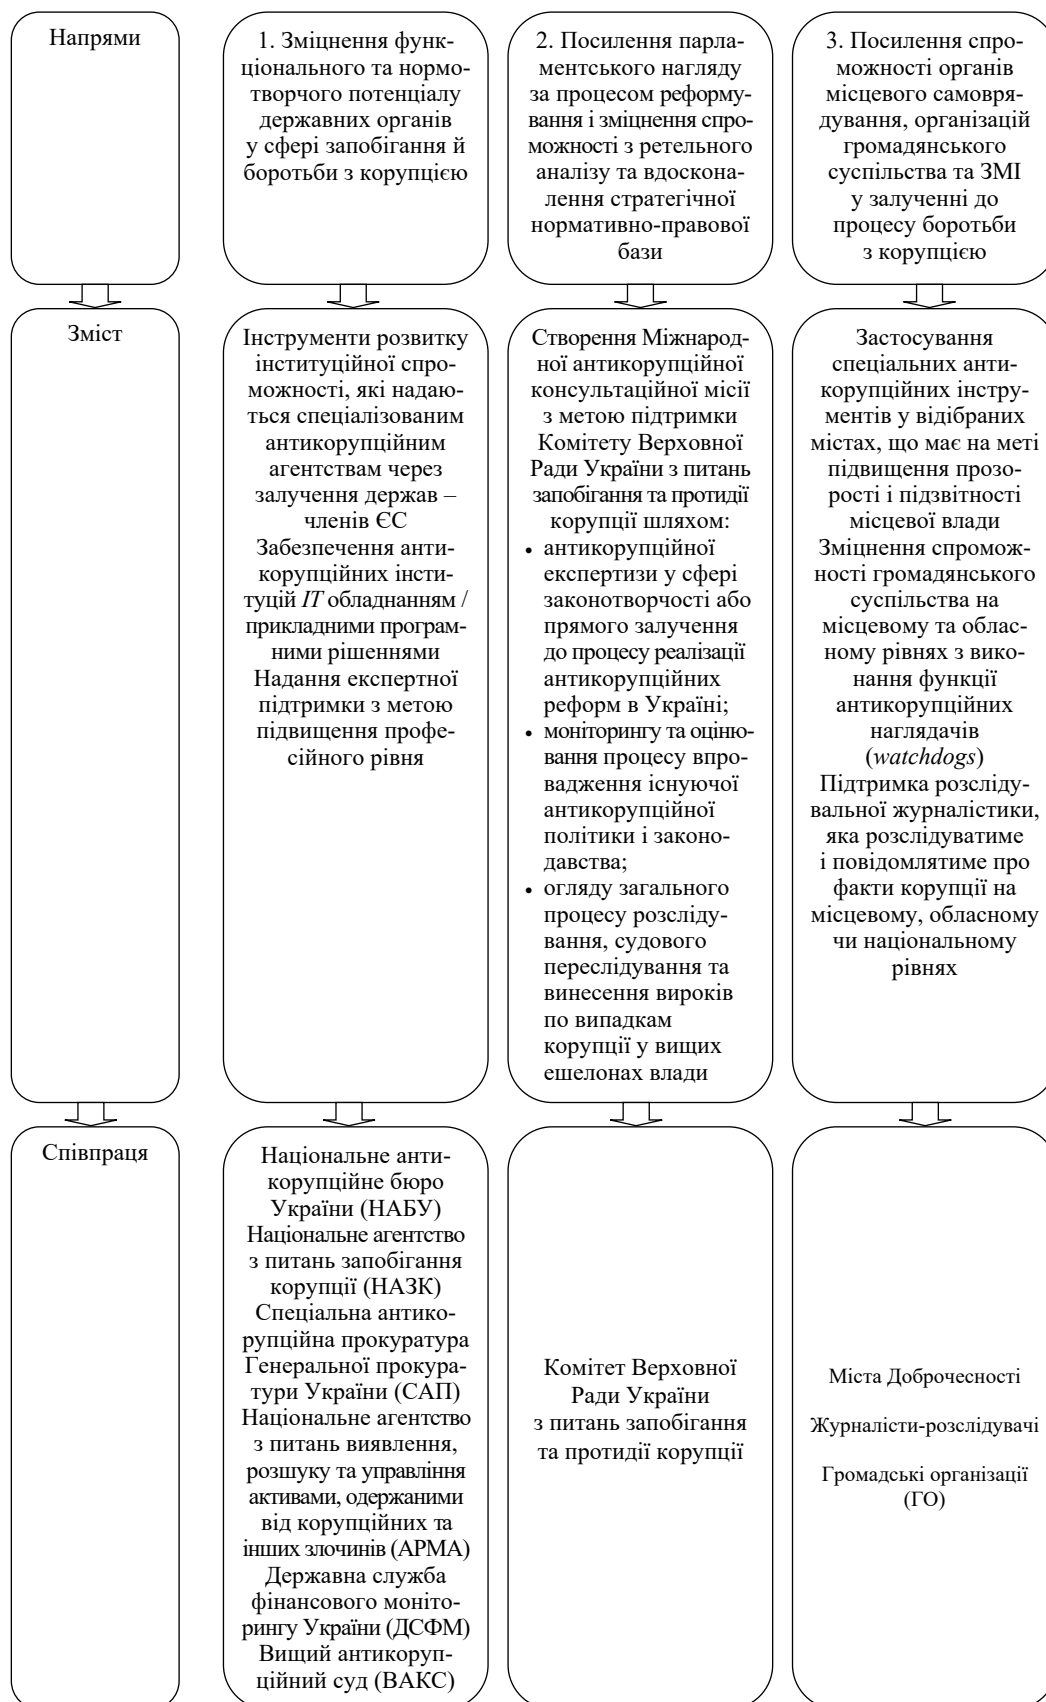 Напрями
1. Зміцнення функ-
ціонального та нормо-
творчого потенціалу
державних органів
у сфері запобігання й
боротьби з корупцією
2. Посилення парла-
ментського нагляду
за процесом реформу-
вання і зміцнення спро-
можності з ретельного
аналізу та вдоскона-
лення стратегічної
нормативно-правової
бази
3. Посилення спро-
можності органів
місцевого самовря-
дування, організацій
громадянського
суспільства та ЗМІ
у залученні до
процесу боротьби
з корупцією
Зміст
Інструменти розвитку
інституційної спро-
можності, які надаю-
ться спеціалізованим
антикорупційним
агентствам через
залучення держав –
членів ЄС
Забезпечення анти-
корупційних інсти-
туцій IT обладнанням /
прикладними програм-
ними рішеннями
Надання експертної
підтримки з метою
підвищення профе-
сійного рівня
Створення Міжнарод-
ної антикорупційної
консультаційної місії
з метою підтримки
Комітету Верховної
Ради України з питань
запобігання та протидії
корупції шляхом:
• антикорупційної
експертизи у сфері
законотворчості або
прямого залучення
до процесу реалізації
антикорупційних
реформ в Україні;
• моніторингу та оціню-
вання процесу впро-
вадження існуючої
антикорупційної
політики і законо-
давства;
• огляду загального
процесу розсліду-
вання, судового
переслідування та
винесення вироків
по випадкам
корупції у вищих
ешелонах влади
Застосування
спеціальних анти-
корупційних інстру-
ментів у відібраних
містах, що має на меті
підвищення прозо-
рості і підзвітності
місцевої влади
Зміцнення спромож-
ності громадянського
суспільства на
місцевому та облас-
ному рівнях з вико-
нання функції
антикорупційних
наглядачів
(watchdogs)
Підтримка розсліду-
вальної журналістики,
яка розслідуватиме
і повідомлятиме про
факти корупції на
місцевому, обласному
чи національному
рівнях
Співпраця
Національне анти-
корупційне бюро
України (НАБУ)
Національне агентство
з питань запобігання
корупції (НАЗК)
Спеціальна антико-
рупційна прокуратура
Генеральної прокура-
тури України (САП)
Національне агентство
з питань виявлення,
розшуку та управління
активами, одержаними
від корупційних та
інших злочинів (АРМА)
Державна служба
фінансового моніто-
рингу України (ДСФМ)
Вищий антикоруп-
ційний суд (ВАКС)
Комітет Верховної
Ради України
з питань запобігання
та протидії корупції
Міста Доброчесності
Журналісти-розслідувачі
Громадські організації
(ГО)